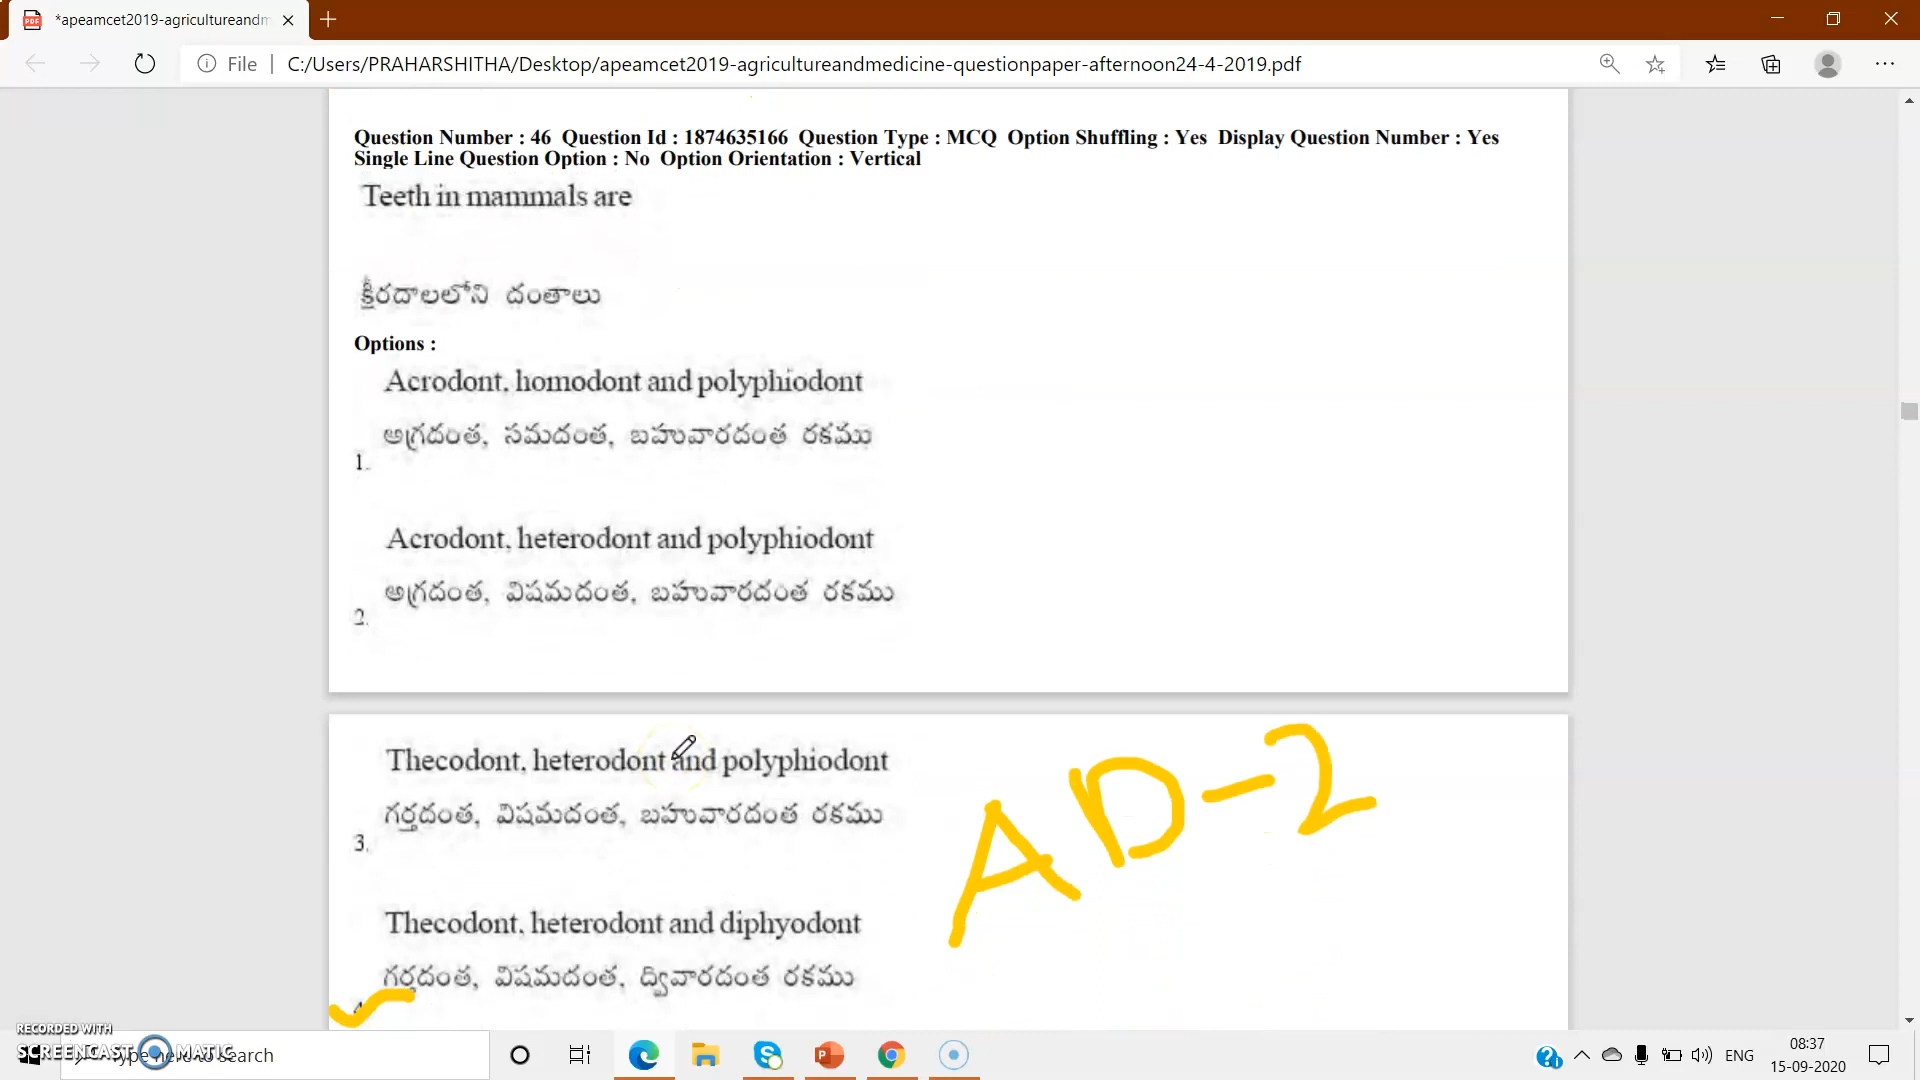 *apeamcet2019-agricultureandm
File
C:/Users/PRAHARSHITHA/Desktop/apeamcet2019-agricultureandmedicine-questionpaper-afternoon24-4-2019.pdf
Question Number : 46 Question Id : 1874635166 Question Type : MCQ Option Shuffling : Yes Display Question Number : Yes
Single Line Question Option : No Option Orientation : Vertical
Teeth in mammals are
క్షీరదాలలోని దంతాలు
Options :
Acrodont, homodont and polyphiodont
అగ్రదంత, సమదంత, బహువారదంత రకము
1.
Acrodont, heterodont and polyphiodont
అగ్రదంత, విషమదంత, బహువారదంత రకము
2.
Thecodont, heterodont and polyphiodont
గర్తదంత, విషమదంత, బహువారదంత రకము
3.
AD-2
Thecodont, heterodont and diphyodont
గర్తదంత, విషమదంత, ద్వివారదంత రకము
RECORDED WITH
SCREENCAST MATIC
Type here to search
ENG
08:37
15-09-2020